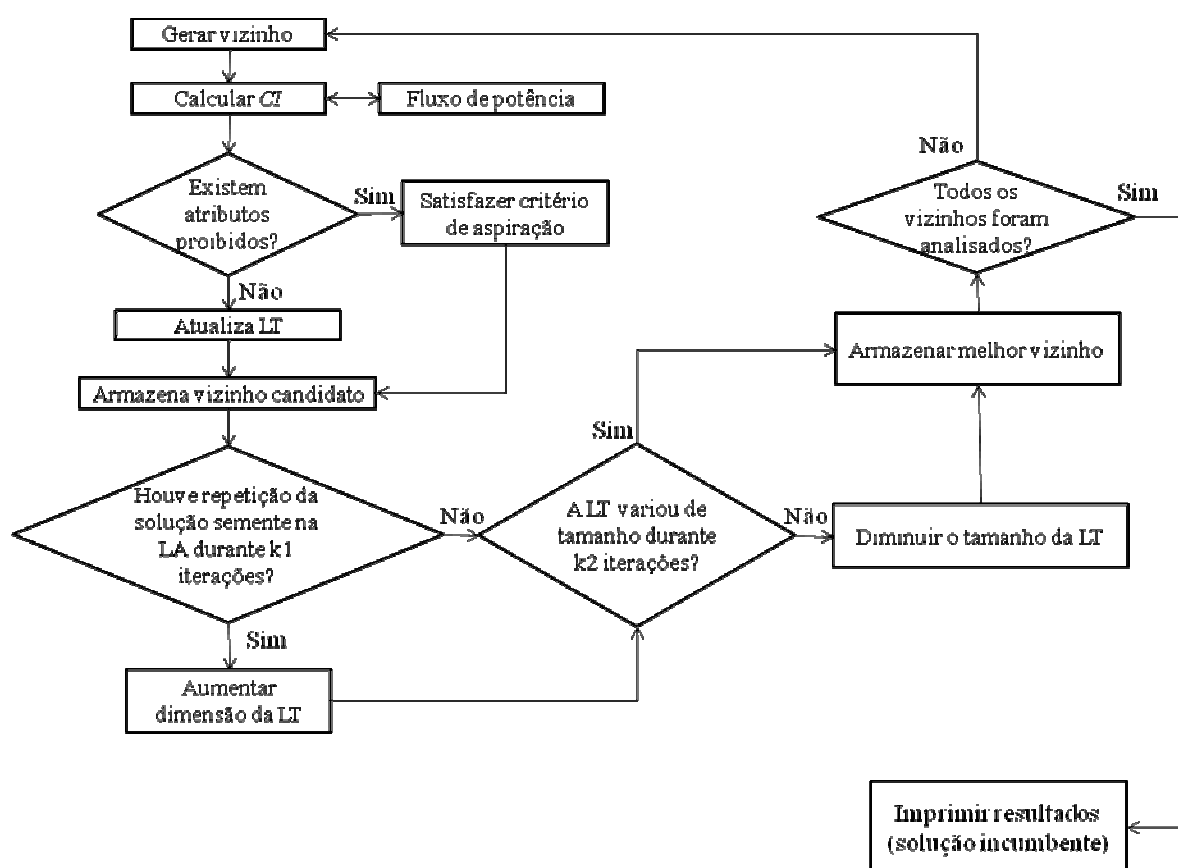 Gerar vizinho
Calcular CI
Fluxo de potência
Existem
atributos
proibidos?
Sim
Satisfazer critério
de aspiração
Não
Atualiza LT
Armazena vizinho candidato
Houve repetição da
solução semente na
LA durante k1
iterações?
Não
Sim
Aumentar
dimensão da LT
Sim
A LT variou de
tamanho durante
k2 iterações?
Não
Diminuir o tamanho da LT
Armazenar melhor vizinho
Não
Todos os
vizinhos foram
analisados?
Sim
Imprimir resultados
(solução incumbente)